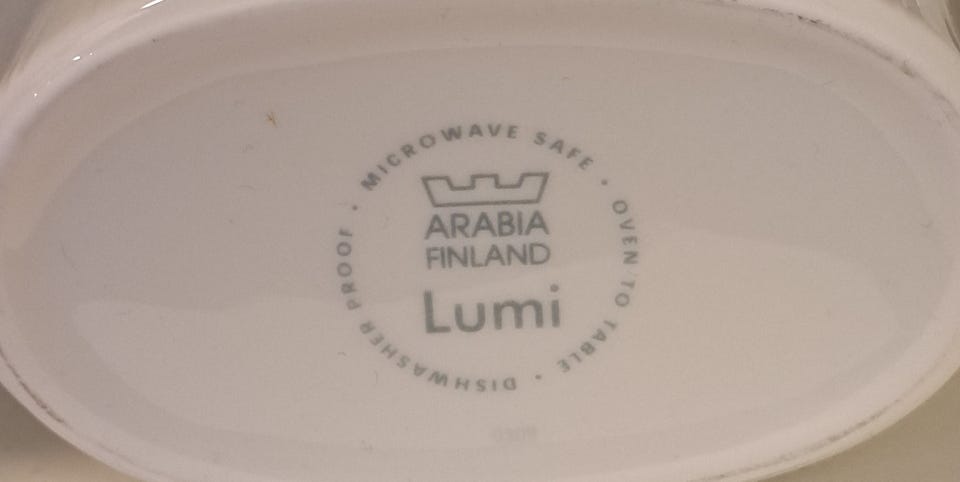 MICROWAVE SAFE • OVEN TO TABLE • DISHWASHER PROOF •
ARABIA
FINLAND
Lumi